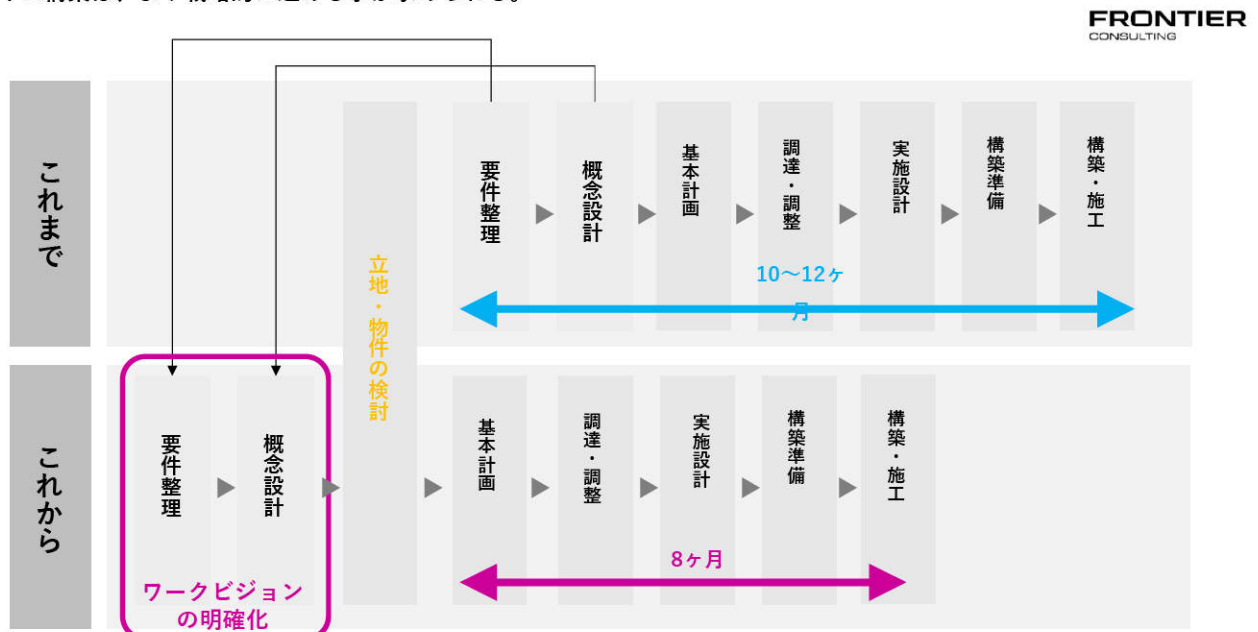 FRONTIER
CONSULTING
これまで
立地・物件の検討
要件整理
概念設計
基本計画
調達・調整
実施設計
構築準備
構築・施工
10～12ヶ
月
これから
要件整理
概念設計
ワークビジョン
の明確化
基本計画
調達・調整
実施設計
構築準備
構築・施工
8ヶ月